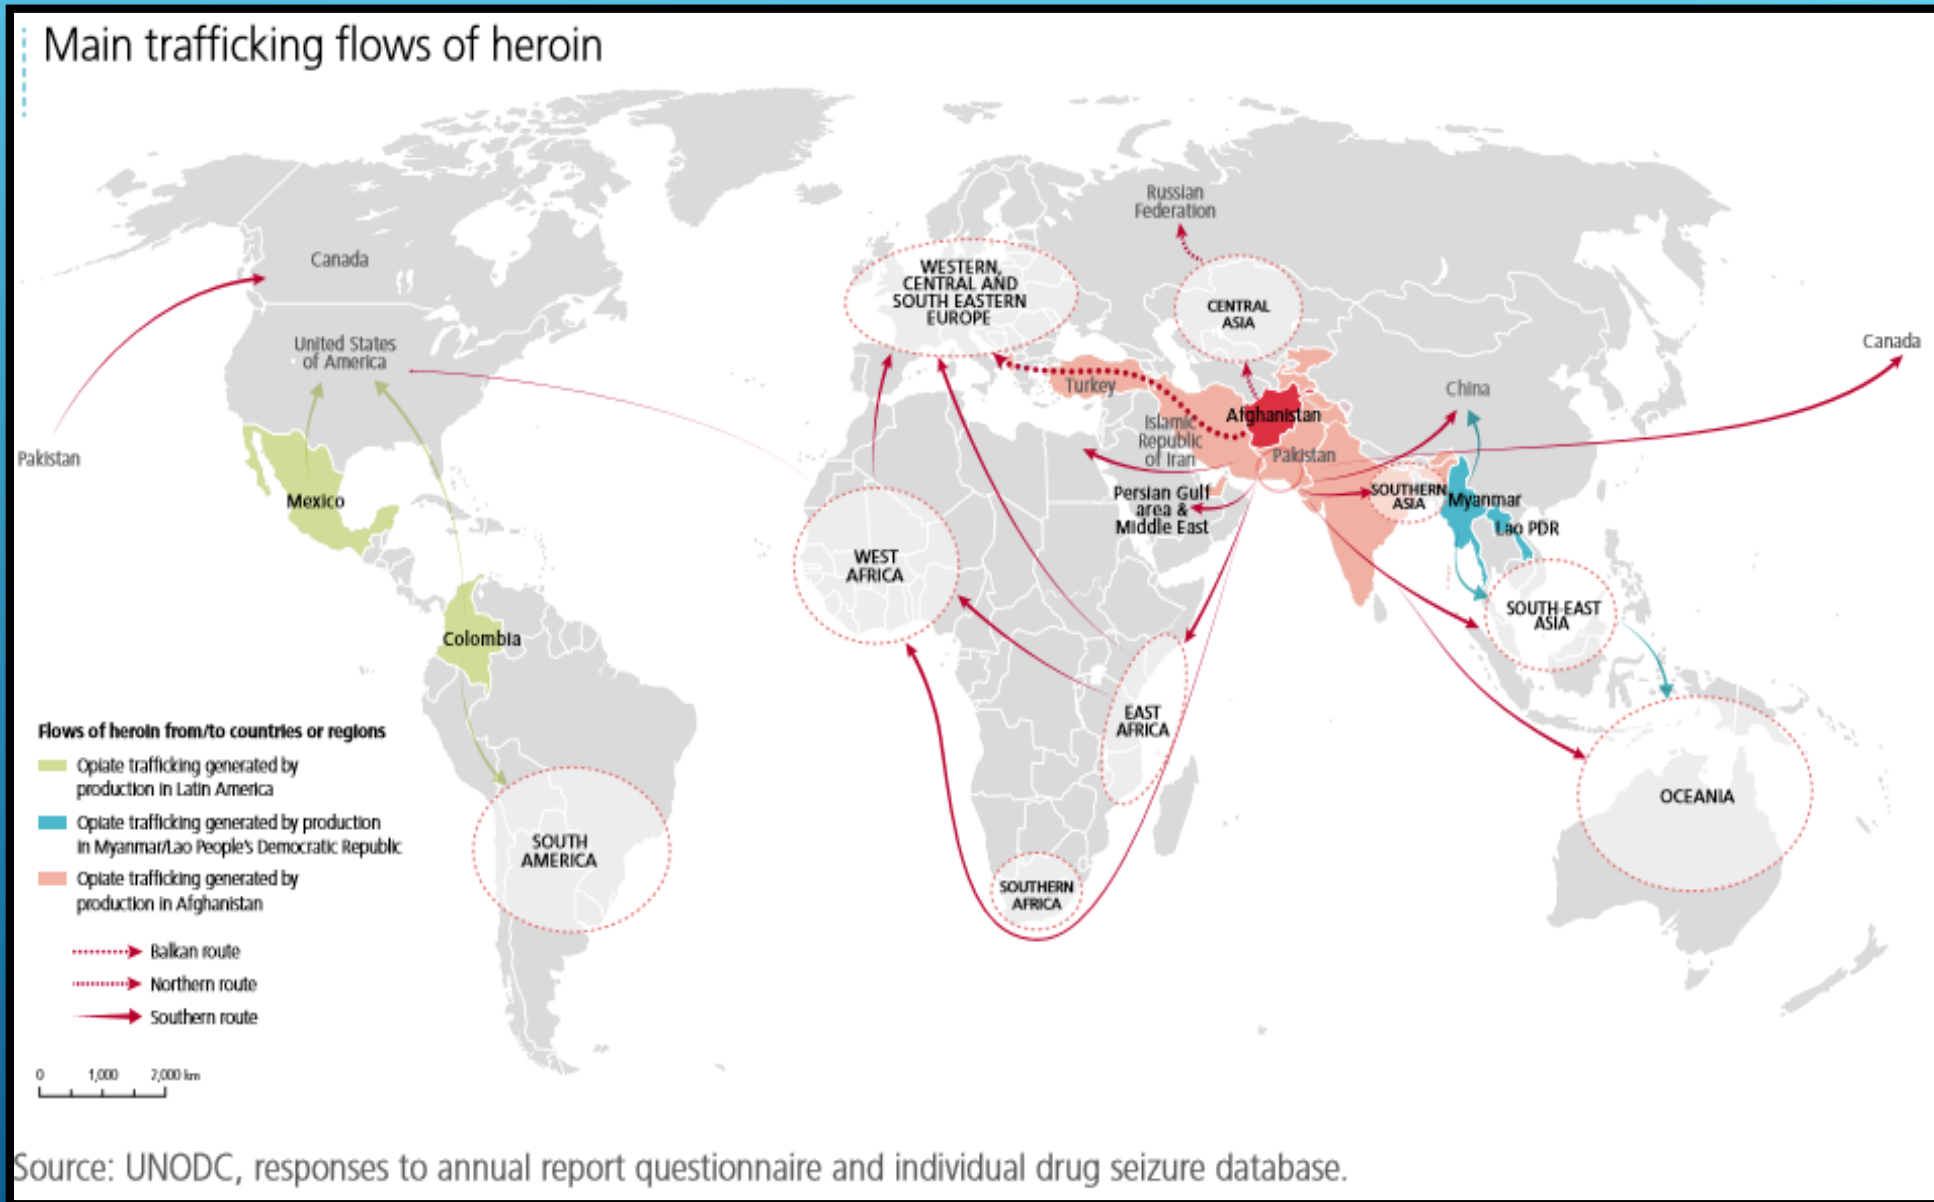 Main trafficking flows of heroin
Russian
Federation
Canada
WESTERN,
CENTRAL AND
SOUTH EASTERN
EUROPE
CENTRAL
ASIA
United States
of America
Canada
Turkey
China
Afghanistan
Islamic
Republic
of Iran
Pakistan
Pakistan
Mexico
Persian Gulf
area &
Middle East
SOUTHERN
ASIA
Myanmar
Lao PDR
WEST
AFRICA
SOUTH-EAST
ASIA
Colombia
EAST
AFRICA
Flows of heroin from/to countries or regions
Opiate trafficking generated by
production in Latin America
Opiate trafficking generated by production
in Myanmar/Lao People's Democratic Republic
Opiate trafficking generated by
production in Afghanistan
OCEANIA
SOUTH
AMERICA
SOUTHERN
AFRICA
Balkan route
Northern route
Southern route
0 1,000 2,000 km
Source: UNODC, responses to annual report questionnaire and individual drug seizure database.